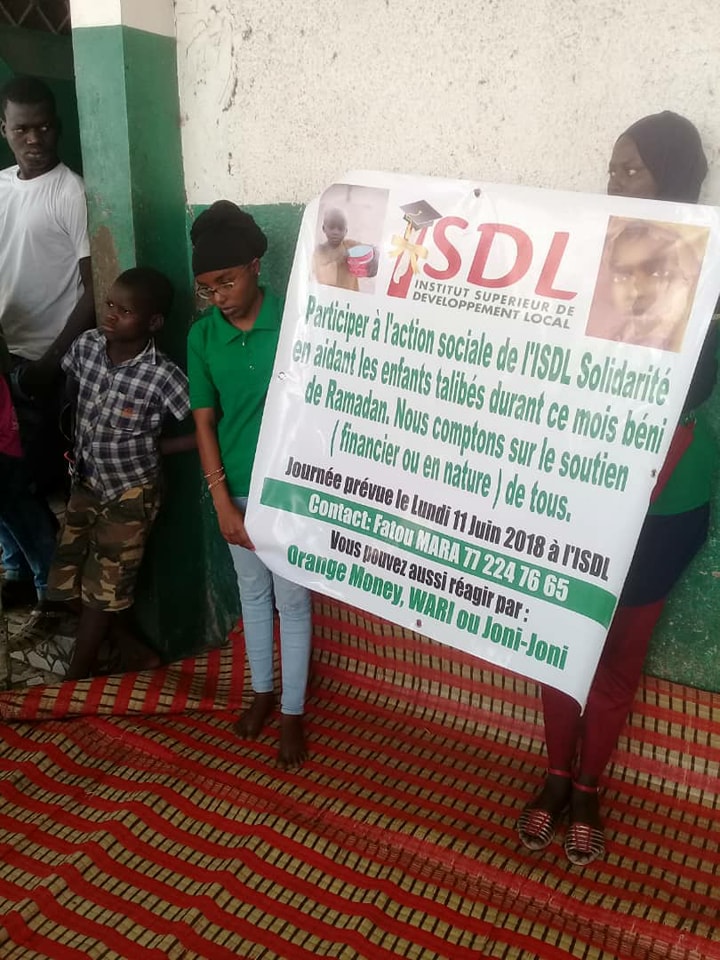 ISDL
INSTITUT SUPERIEUR DE
DEVELOPPEMENT LOCAL
Participer à l'action sociale de l'ISDL Solidarité
en aidant les enfants talibés durant ce mois béni
de Ramadan. Nous comptons sur le soutien
( financier ou en nature ) de tous.
Journée prévue le Lundi 11 Juin 2018 à l'ISDL
Contact: Fatou MARA 77 224 76 65
Vous pouvez aussi réagir par :
Orange Money, WARI ou Joni-Joni